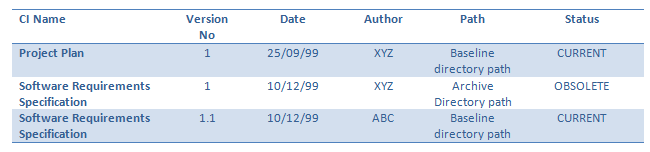 CI Name Version No Date Author Path Status
Project Plan 1 25/09/99 XYZ Baseline directory path CURRENT
Software Requirements Specification 1 10/12/99 XYZ Archive Directory path OBSOLETE
Software Requirements Specification 1.1 10/12/99 ABC Baseline directory path CURRENT